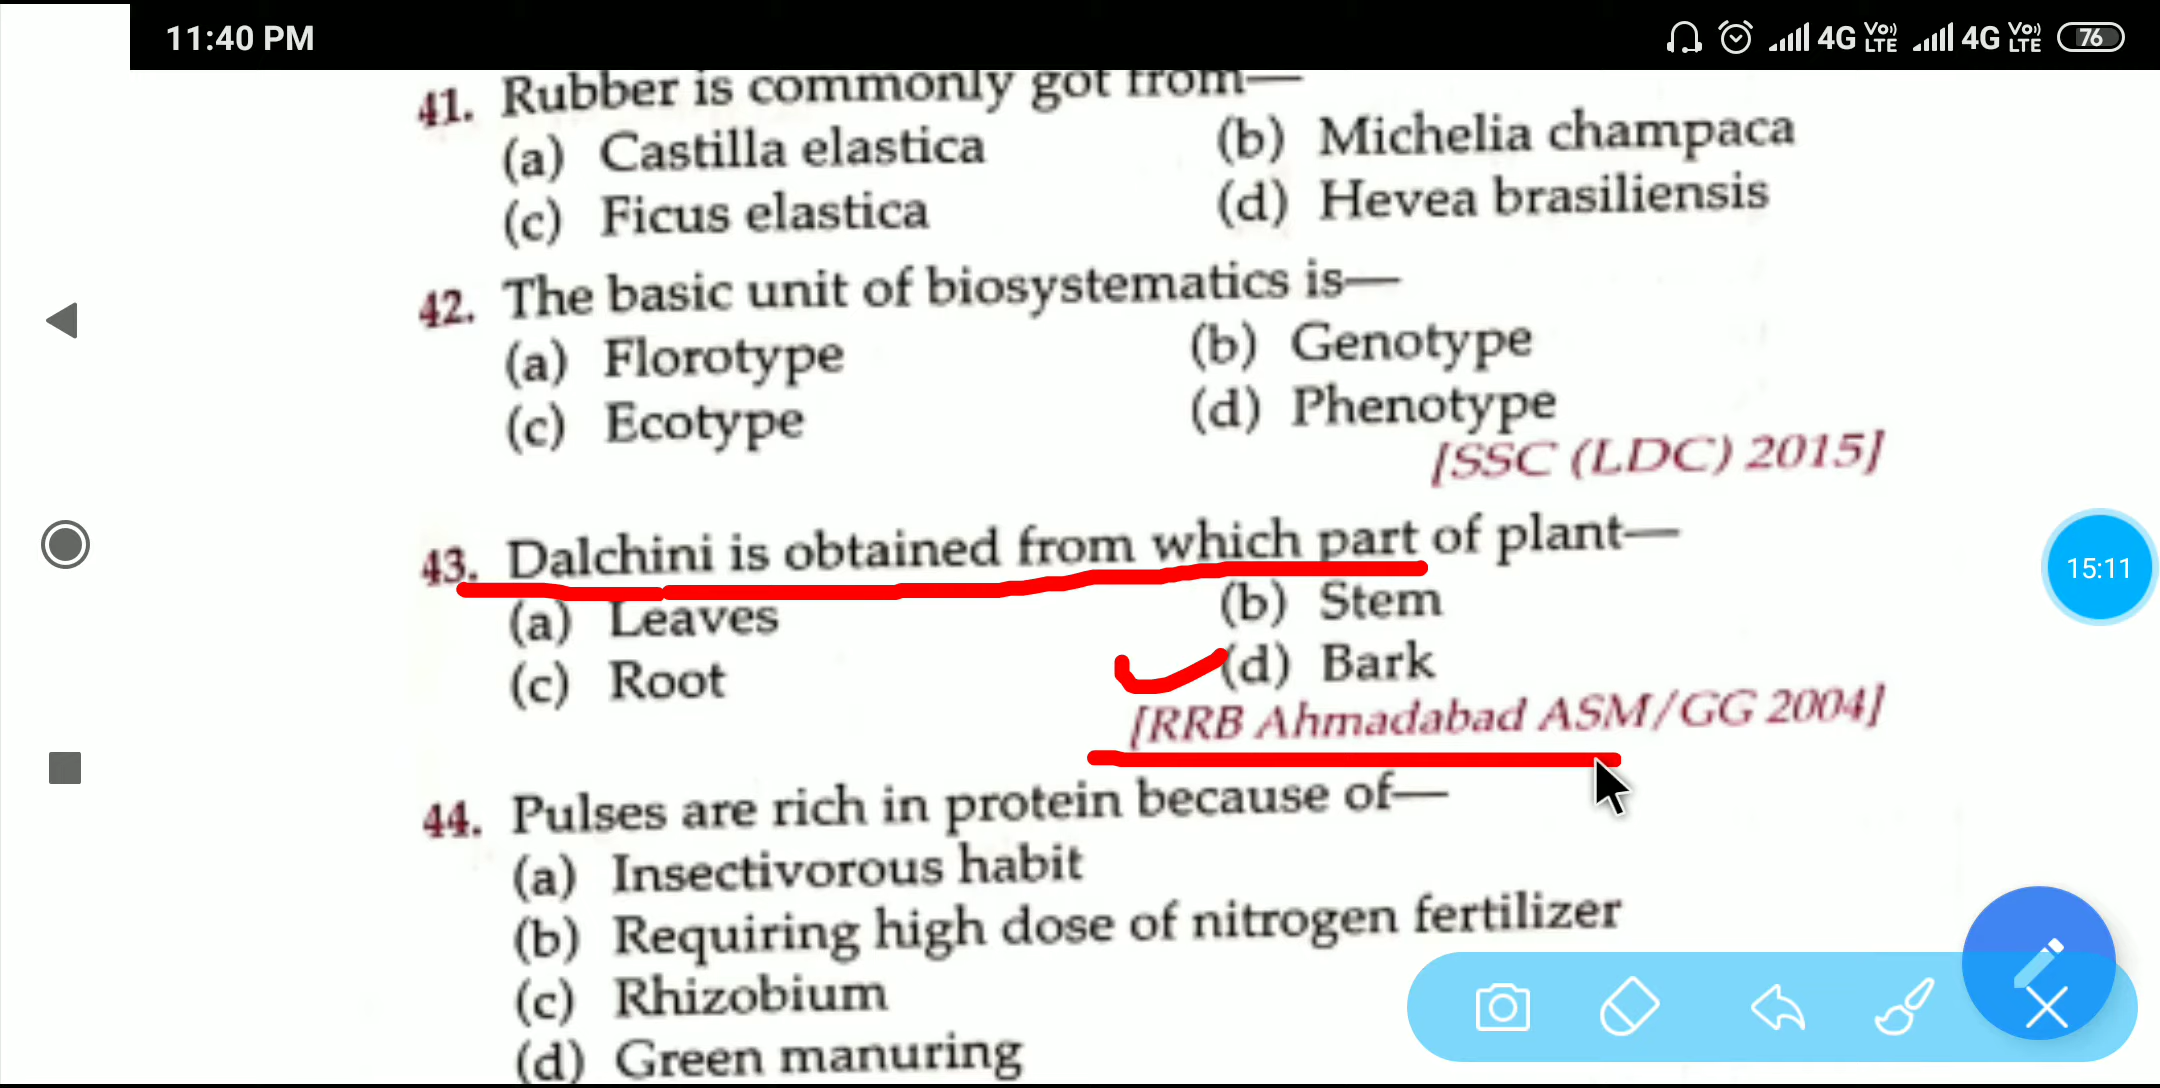 11:40 PM 4G VoLTE 4G VoLTE 76
41. Rubber is commonly got from—
(a) Castilla elastica (b) Michelia champaca
(c) Ficus elastica (d) Hevea brasiliensis
42. The basic unit of biosystematics is—
(a) Florotype (b) Genotype
(c) Ecotype (d) Phenotype
[SSC (LDC) 2015]
43. Dalchini is obtained from which part of plant—
(a) Leaves (b) Stem
(c) Root (d) Bark
[RRB Ahmadabad ASM/GG 2004]
15:11
44. Pulses are rich in protein because of—
(a) Insectivorous habit
(b) Requiring high dose of nitrogen fertilizer
(c) Rhizobium
(d) Green manuring